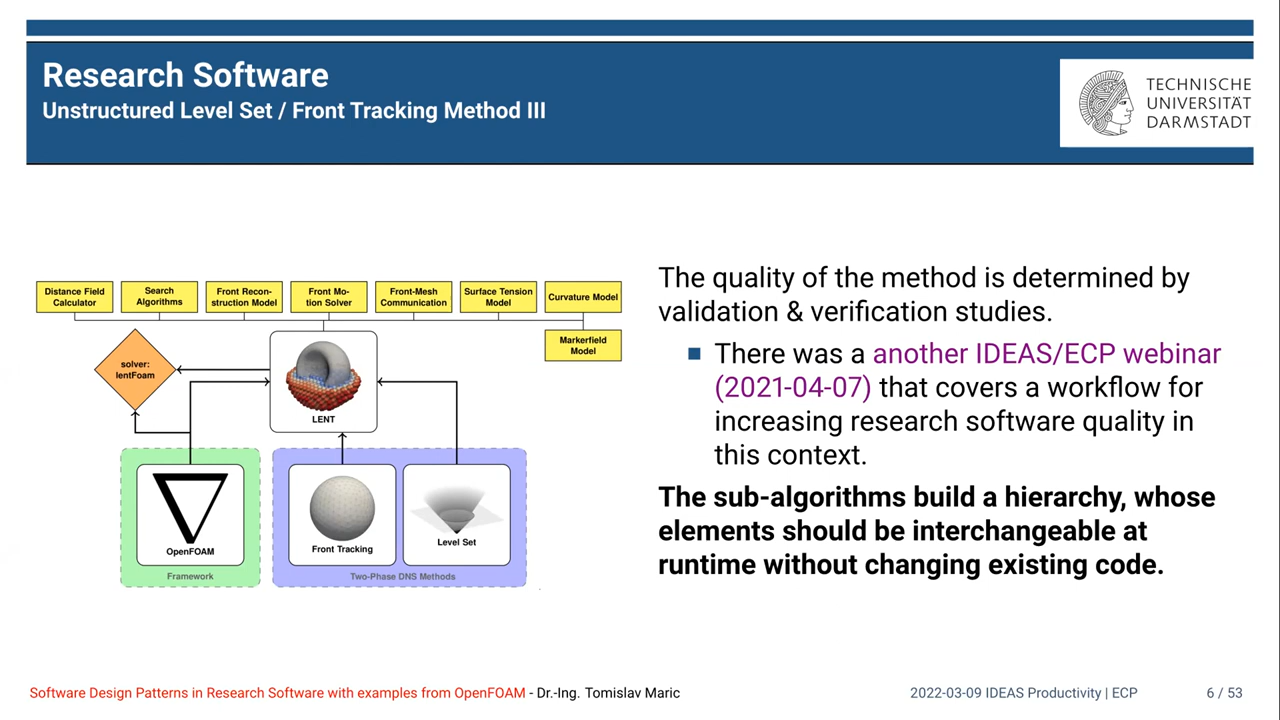 Research Software
Unstructured Level Set / Front Tracking Method III
TECHNISCHE
UNIVERSITÄT
DARMSTADT
Distance Field
Calculator
Search
Algorithms
Front Recon-
struction Model
Front Mo-
tion Solver
Front-Mesh
Communication
Surface Tension
Model
Curvature Model
Markerfield
Model
solver:
lentFoam
LENT
OpenFOAM
Front Tracking
Level Set
Framework
Two-Phase DNS Methods
The quality of the method is determined by
validation & verification studies.
There was a another IDEAS/ECP webinar
(2021-04-07) that covers a workflow for
increasing research software quality in
this context.
The sub-algorithms build a hierarchy, whose
elements should be interchangeable at
runtime without changing existing code.
Software Design Patterns in Research Software with examples from OpenFOAM - Dr.-Ing. Tomislav Maric
2022-03-09 IDEAS Productivity | ECP
6 / 53